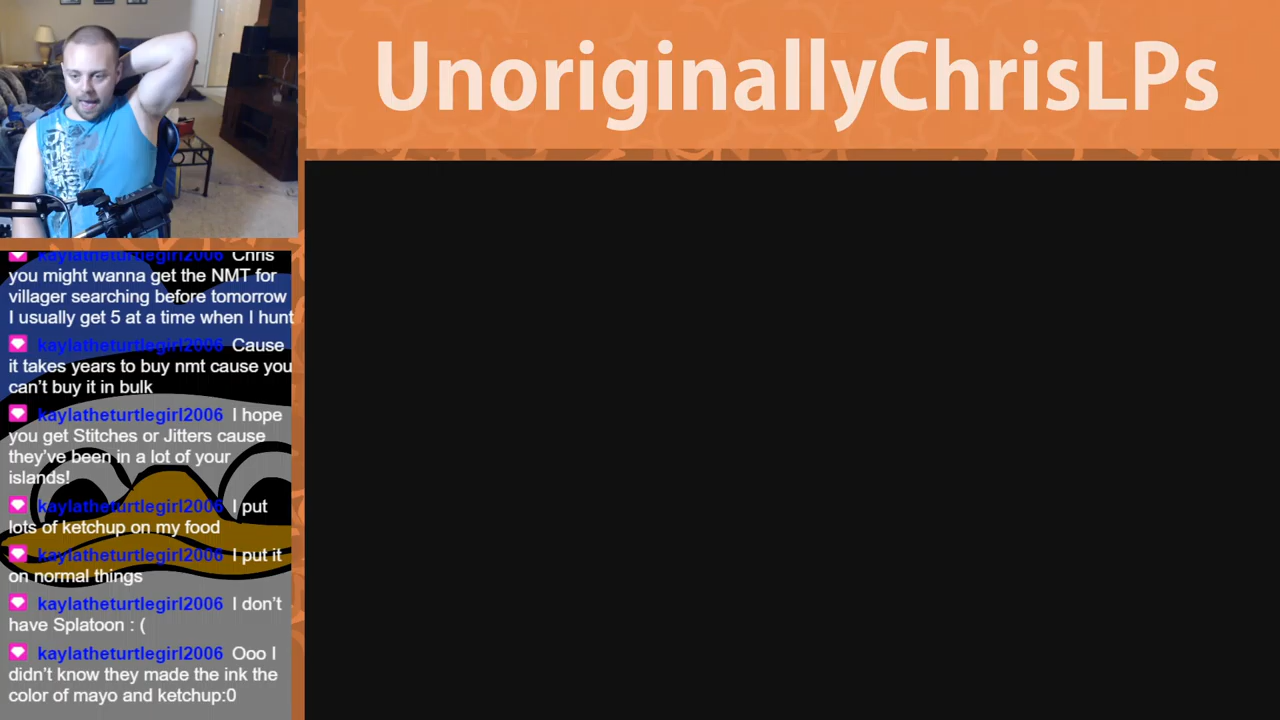 UnoriginallyChrisLPs
kaylatheturtlegirl2006 Chris
you might wanna get the NMT for
villager searching before tomorrow
I usually get 5 at a time when I hunt
kaylatheturtlegirl2006 Cause
it takes years to buy nmt cause you
can't buy it in bulk
kaylatheturtlegirl2006 I hope
you get Stitches or Jitters cause
they've been in a lot of your
islands!
kaylatheturtlegirl2006 I put
lots of ketchup on my food
kaylatheturtlegirl2006 I put it
on normal things
kaylatheturtlegirl2006 I don't
have Splatoon : (
kaylatheturtlegirl2006 Ooo I
didn't know they made the ink the
color of mayo and ketchup:0